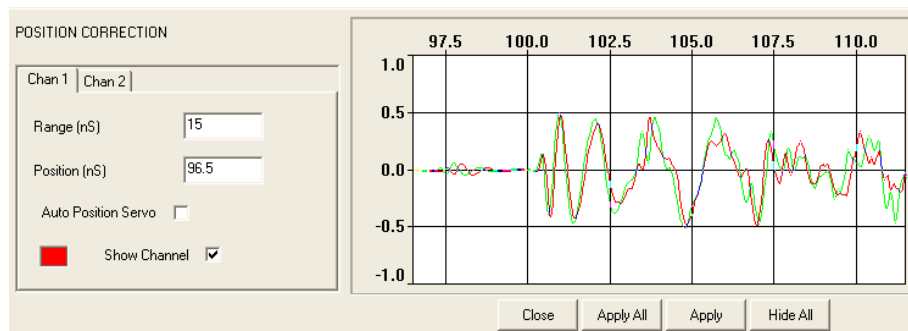 POSITION CORRECTION
Chan 1 Chan 2
Range (nS) 15
Position (nS) 96.5
Auto Position Servo
Show Channel
97.5 100.0 102.5 105.0 107.5 110.0
1.0
0.5
0.0
-0.5
-1.0
Close Apply All Apply Hide All